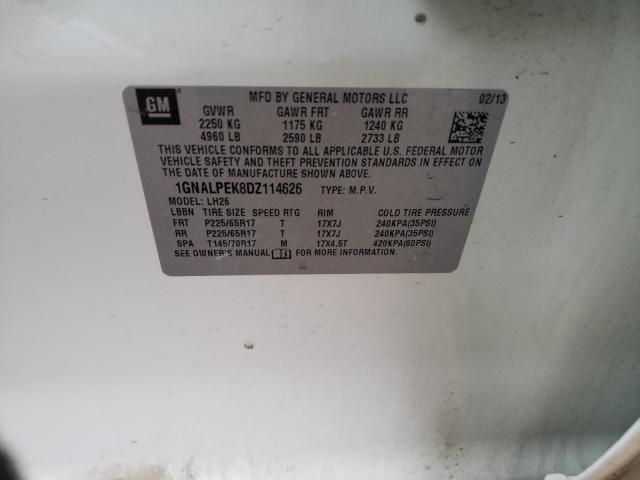 GM
MFD BY GENERAL MOTORS LLC 02/13
GVWR GAWR FRT GAWR RR
2250 KG 1175 KG 1240 KG
4960 LB 2590 LB 2733 LB
THIS VEHICLE CONFORMS TO ALL APPLICABLE U.S. FEDERAL MOTOR
VEHICLE SAFETY AND THEFT PREVENTION STANDARDS IN EFFECT ON
THE DATE OF MANUFACTURE SHOWN ABOVE.
1GNALPEK8DZ114626 TYPE: M.P.V.
MODEL: LH26
LBBN TIRE SIZE SPEED RTG RIM COLD TIRE PRESSURE
FRT P225/65R17 T 17X7J 240KPA(35PSI)
RR P225/65R17 T 17X7J 240KPA(35PSI)
SPA T145/70R17 M 17X4.5T 420KPA(60PSI)
SEE OWNER'S MANUAL FOR MORE INFORMATION.